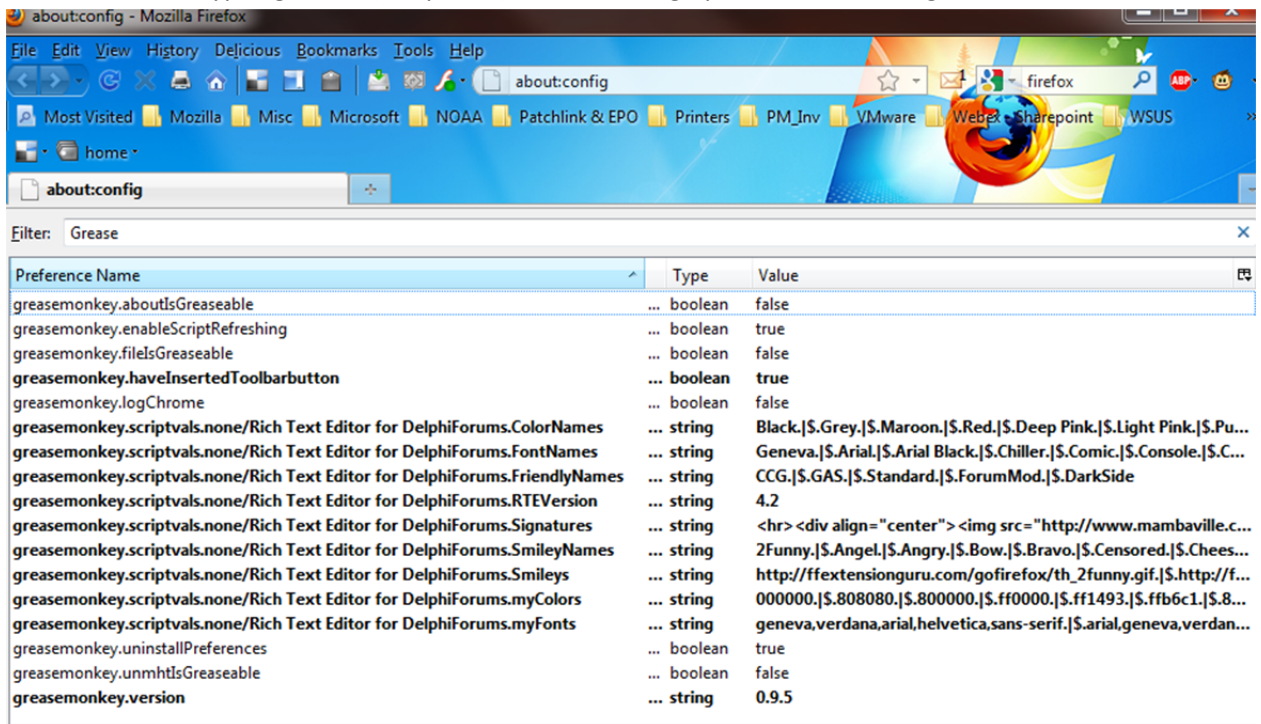 about:config - Mozilla Firefox
File Edit View History Delicious Bookmarks Tools Help
about:config 1 firefox ABP
Most Visited Mozilla Misc Microsoft NOAA Patchlink & EPO Printers PM_Inv VMware Webex - Sharepoint WSUS »
home
about:config
Filter: Grease
Preference Name Type Value
greasemonkey.aboutIsGreaseable ... boolean false
greasemonkey.enableScriptRefreshing ... boolean true
greasemonkey.fileIsGreaseable ... boolean false
greasemonkey.haveInsertedToolbarbutton ... boolean true
greasemonkey.logChrome ... boolean false
greasemonkey.scriptvals.none/Rich Text Editor for DelphiForums.ColorNames ... string Black.|$.Grey.|$.Maroon.|$.Red.|$.Deep Pink.|$.Light Pink.|$.Pu...
greasemonkey.scriptvals.none/Rich Text Editor for DelphiForums.FontNames ... string Geneva.|$.Arial.|$.Arial Black.|$.Chiller.|$.Comic.|$.Console.|$.C...
greasemonkey.scriptvals.none/Rich Text Editor for DelphiForums.FriendlyNames ... string CCG.|$.GAS.|$.Standard.|$.ForumMod.|$.DarkSide
greasemonkey.scriptvals.none/Rich Text Editor for DelphiForums.RTEVersion ... string 4.2
greasemonkey.scriptvals.none/Rich Text Editor for DelphiForums.Signatures ... string <hr><div align="center"><img src="http://www.mambaville.c...
greasemonkey.scriptvals.none/Rich Text Editor for DelphiForums.SmileyNames ... string 2Funny.|$.Angel.|$.Angry.|$.Bow.|$.Bravo.|$.Censored.|$.Chees...
greasemonkey.scriptvals.none/Rich Text Editor for DelphiForums.Smileys ... string http://ffextensionguru.com/gofirefox/th_2funny.gif.|$.http://f...
greasemonkey.scriptvals.none/Rich Text Editor for DelphiForums.myColors ... string 000000.|$.808080.|$.800000.|$.ff0000.|$.ff1493.|$.ffb6c1.|$.8...
greasemonkey.scriptvals.none/Rich Text Editor for DelphiForums.myFonts ... string geneva,verdana,arial,helvetica,sans-serif.|$.arial,geneva,verdan...
greasemonkey.uninstallPreferences ... boolean true
greasemonkey.unmhtIsGreaseable ... boolean false
greasemonkey.version ... string 0.9.5